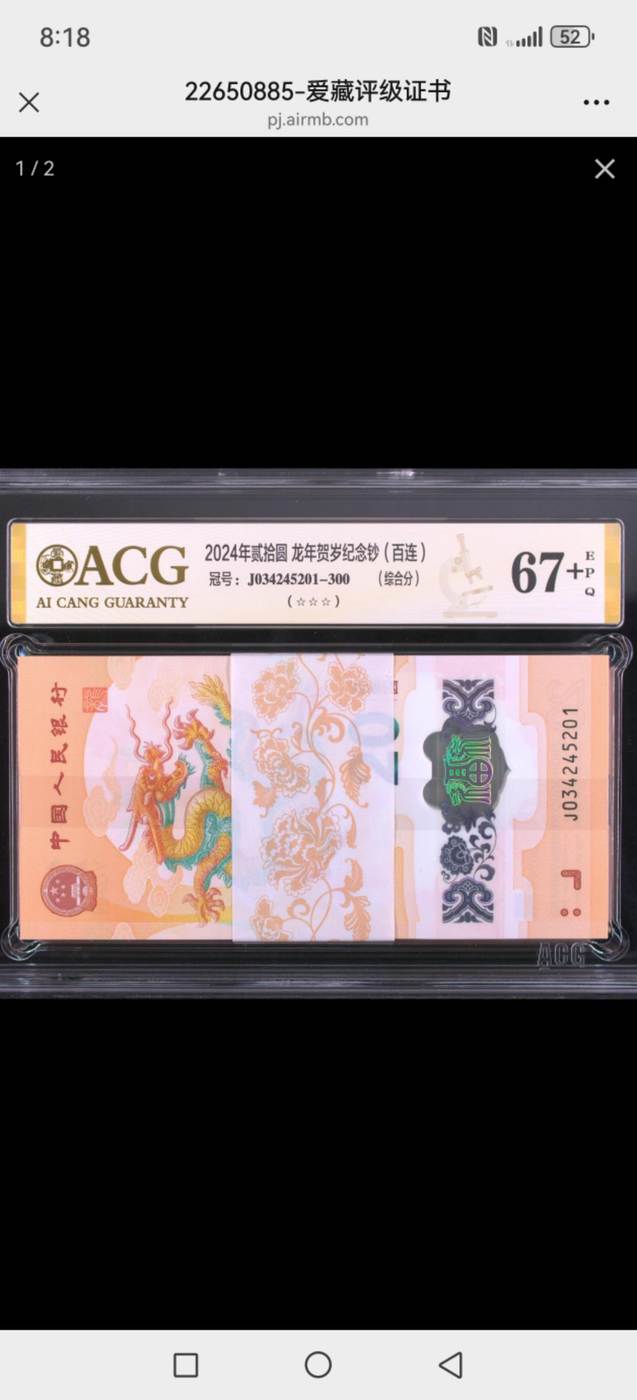 8:18
52
22650885-爱藏评级证书
pj.airmb.com
1 / 2
ACG
AI CANG GUARANTY
2024年贰拾圆 龙年贺岁纪念钞（百连）
冠号：J034245201-300 （综合分）
（☆☆☆）
67+
EPQ
中国人民银行
J034245201
ACG